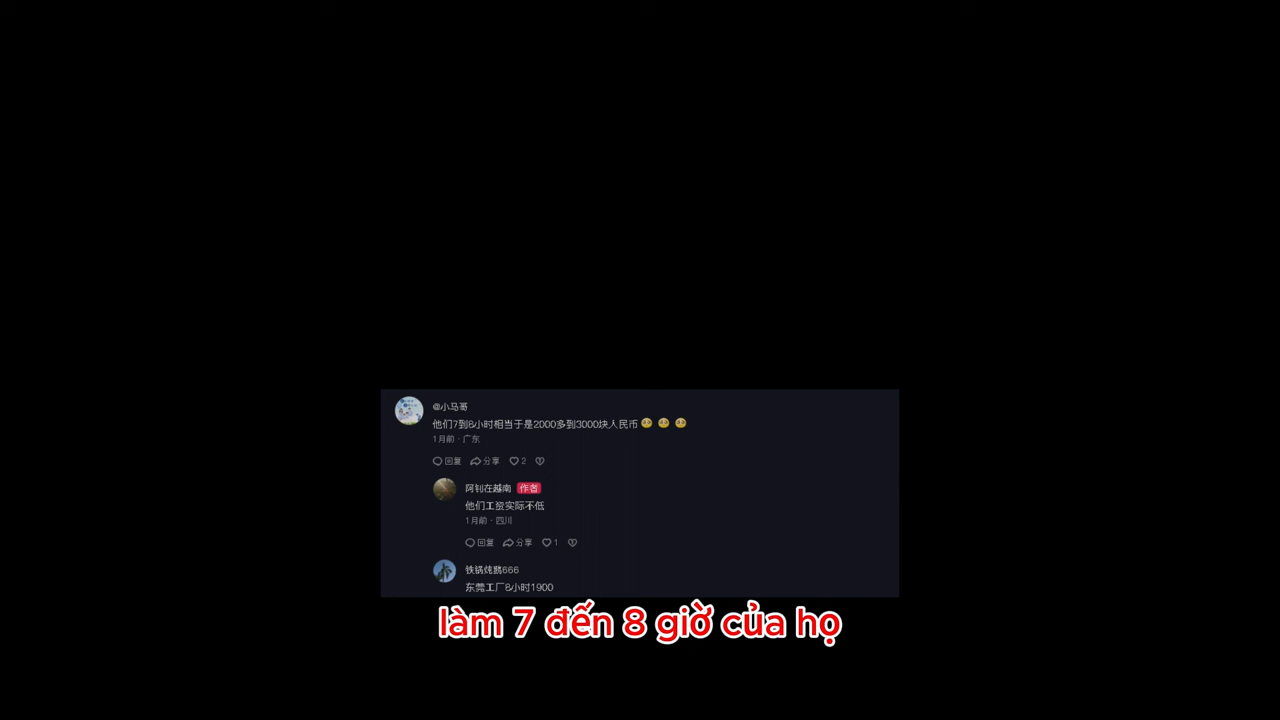 @小马哥
他们7到8小时相当于是2000多到3000块人民币
1月前·广东
回复 分享 2
阿钊在越南 作者
他们工资实际不低
1月前·四川
回复 分享 1
铁锅炖鹅666
东莞工厂8小时1900
làm 7 đến 8 giờ của họ